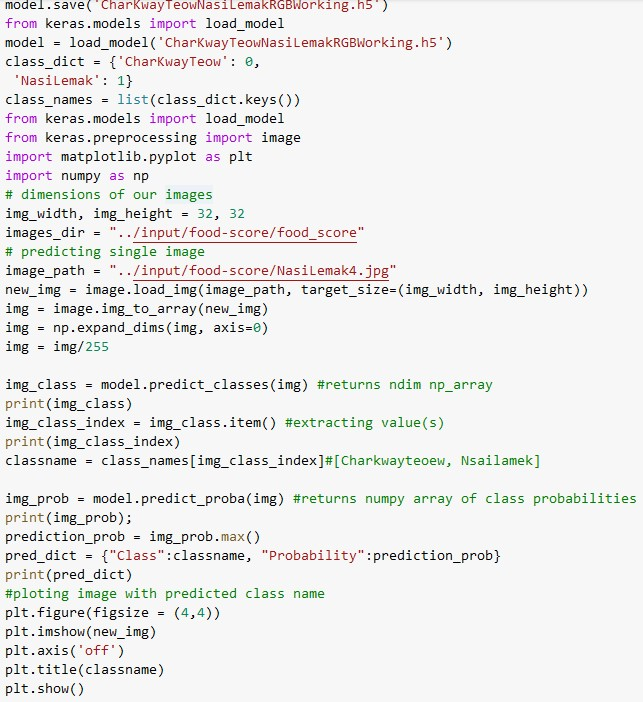 model.save('CharKwayTeowNasiLemakRGBWorking.h5')
from keras.models import load_model
model = load_model('CharKwayTeowNasiLemakRGBWorking.h5')
class_dict = {'CharKwayTeow': 0,
 'NasiLemak': 1}
class_names = list(class_dict.keys())
from keras.models import load_model
from keras.preprocessing import image
import matplotlib.pyplot as plt
import numpy as np
# dimensions of our images
img_width, img_height = 32, 32
images_dir = "../input/food-score/food_score"
# predicting single image
image_path = "../input/food-score/NasiLemak4.jpg"
new_img = image.load_img(image_path, target_size=(img_width, img_height))
img = image.img_to_array(new_img)
img = np.expand_dims(img, axis=0)
img = img/255

img_class = model.predict_classes(img) #returns ndim np_array
print(img_class)
img_class_index = img_class.item() #extracting value(s)
print(img_class_index)
classname = class_names[img_class_index]#[Charkwayteoew, Nsailamek]

img_prob = model.predict_proba(img) #returns numpy array of class probabilities
print(img_prob);
prediction_prob = img_prob.max()
pred_dict = {"Class":classname, "Probability":prediction_prob}
print(pred_dict)
#ploting image with predicted class name
plt.figure(figsize = (4,4))
plt.imshow(new_img)
plt.axis('off')
plt.title(classname)
plt.show()